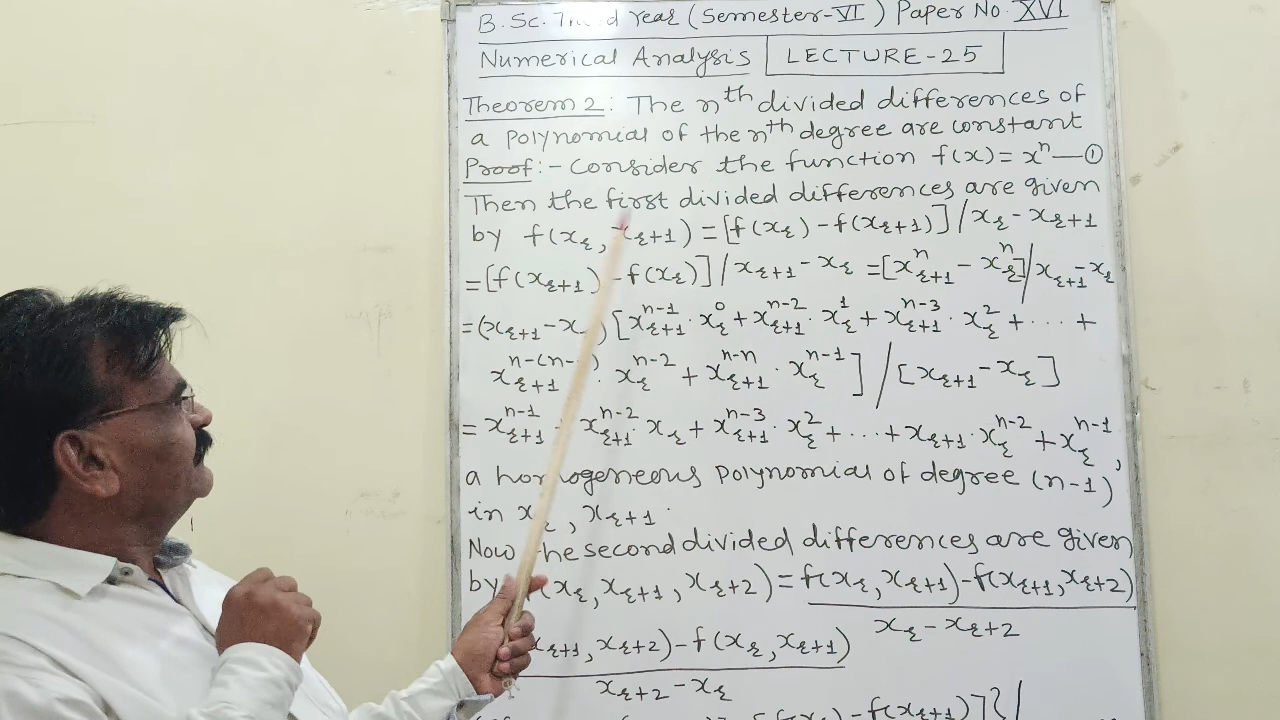 B.Sc. Third Year (Semester-VI) Paper No. XVI
Numerical Analysis LECTURE-25
Theorem 2: The nth divided differences of
a polynomial of the nth degree are constant
Proof:- Consider the function f(x) = x^n —①
Then the first divided differences are given
by f(x_r, x_r+1) = [f(x_r) - f(x_r+1)] / x_r - x_r+1
= [f(x_r+1) - f(x_r)] / x_r+1 - x_r = [x^n_r+1 - x^n_r] / x_r+1 - x_r
= (x_r+1 - x ) [x^n-1_r+1 · x^0_r + x^n-2_r+1 · x^1_r + x^n-3_r+1 · x^2_r + ... +
x^n-(n- )_r+1 · x^n-2_r + x^n-n_r+1 · x^n-1_r] / [x_r+1 - x_r]
= x^n-1_r+1 + x^n-2_r+1 · x_r + x^n-3_r+1 · x^2_r + ... + x_r+1 · x^n-2_r + x^n-1_r,
a homogeneous polynomial of degree (n-1)
in x_r, x_r+1.
Now the second divided differences are given
by f(x_r, x_r+1, x_r+2) = f(x_r, x_r+1) - f(x_r+1, x_r+2)
x_r - x_r+2
x_r+1, x_r+2) - f(x_r, x_r+1)
x_r+2 - x_r
- f(x_r+1)]} /